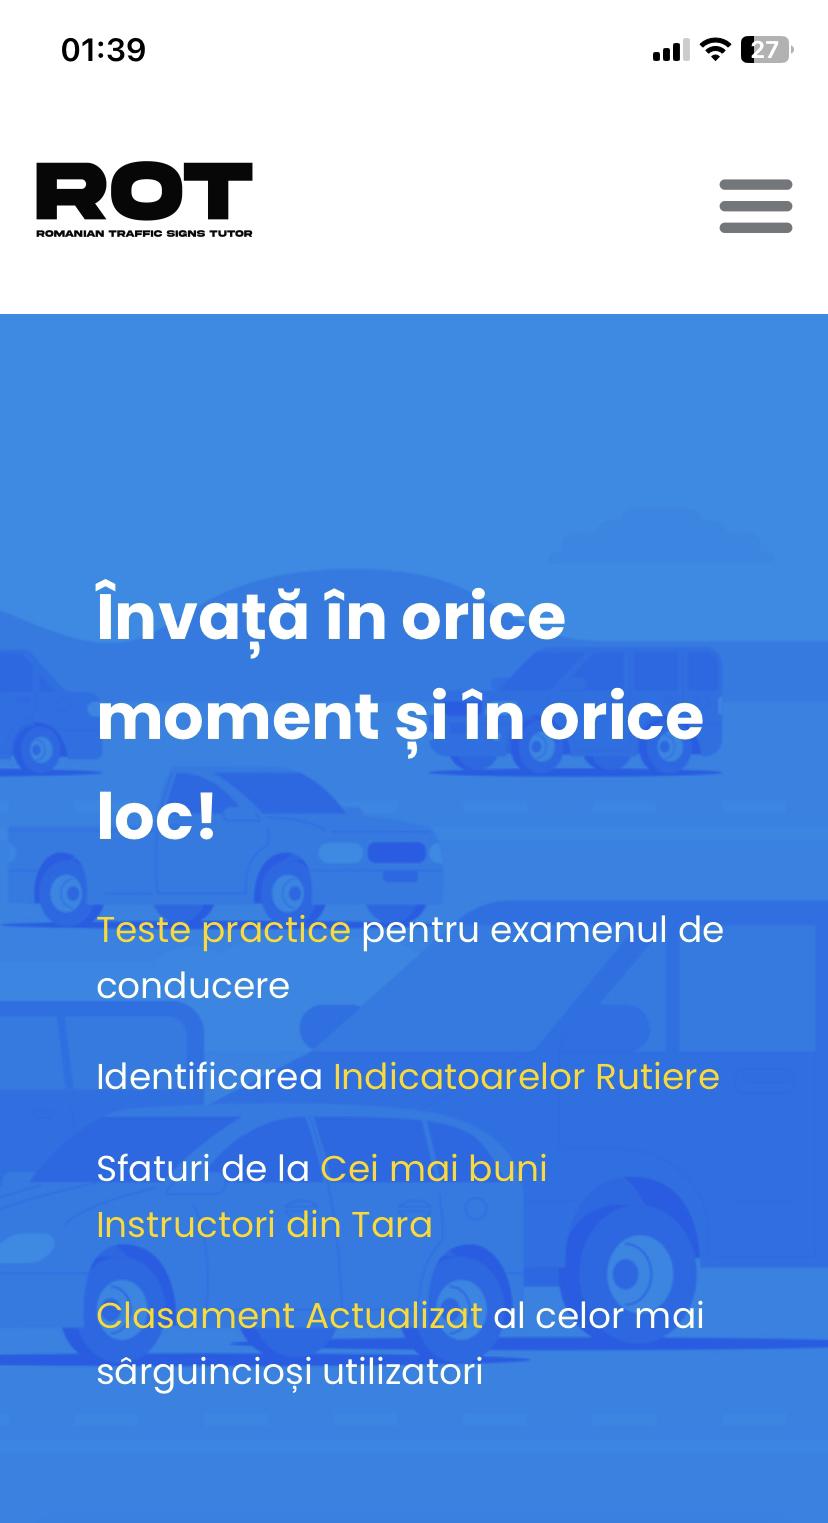 01:39
27
ROT
ROMANIAN TRAFFIC SIGNS TUTOR
Învață în orice
moment și în orice
loc!
Teste practice pentru examenul de
conducere
Identificarea Indicatoarelor Rutiere
Sfaturi de la Cei mai buni
Instructori din Tara
Clasament Actualizat al celor mai
sârguincioși utilizatori